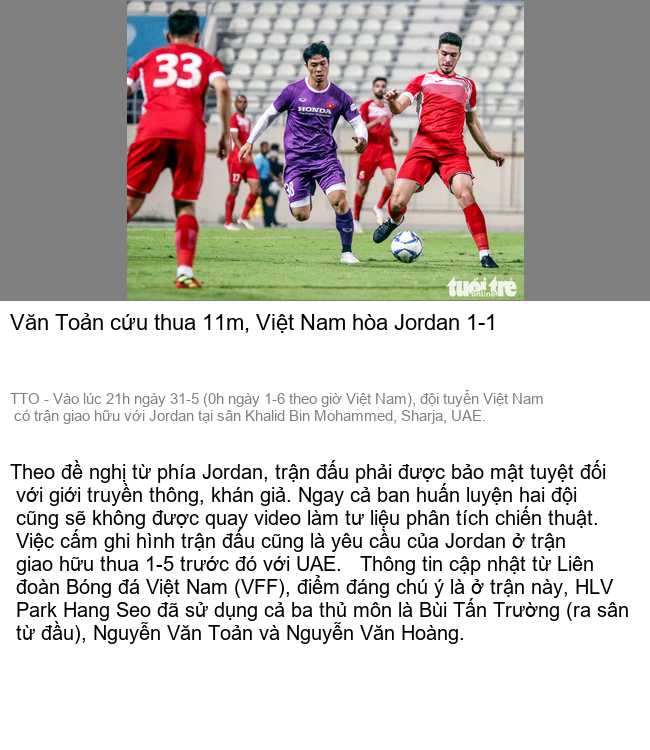 33
HONDA
28
tuổi trẻ
online
Văn Toản cứu thua 11m, Việt Nam hòa Jordan 1-1
TTO - Vào lúc 21h ngày 31-5 (0h ngày 1-6 theo giờ Việt Nam), đội tuyển Việt Nam
có trận giao hữu với Jordan tại sân Khalid Bin Mohammed, Sharja, UAE.
Theo đề nghị từ phía Jordan, trận đấu phải được bảo mật tuyệt đối
với giới truyền thông, khán giả. Ngay cả ban huấn luyện hai đội
cũng sẽ không được quay video làm tư liệu phân tích chiến thuật.
Việc cấm ghi hình trận đấu cũng là yêu cầu của Jordan ở trận
giao hữu thua 1-5 trước đó với UAE.   Thông tin cập nhật từ Liên
đoàn Bóng đá Việt Nam (VFF), điểm đáng chú ý là ở trận này, HLV
Park Hang Seo đã sử dụng cả ba thủ môn là Bùi Tấn Trường (ra sân
từ đầu), Nguyễn Văn Toản và Nguyễn Văn Hoàng.